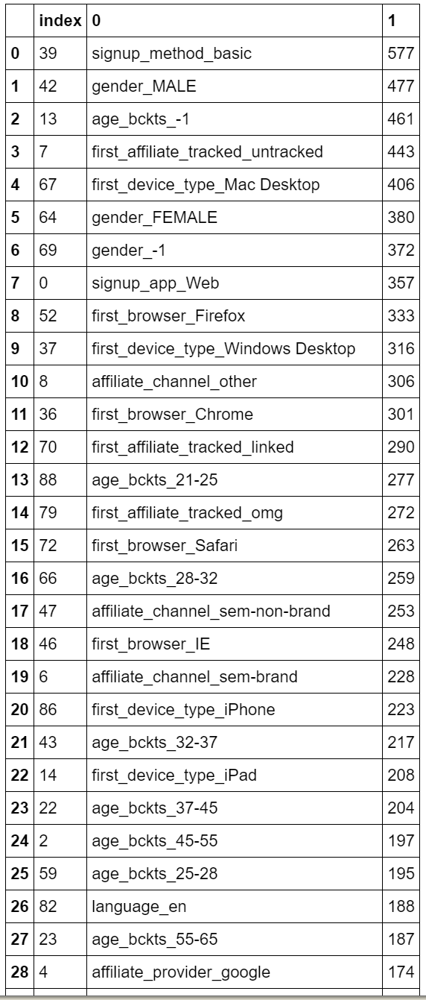 index 0 1
0 39 signup_method_basic 577
1 42 gender_MALE 477
2 13 age_bckts_-1 461
3 7 first_affiliate_tracked_untracked 443
4 67 first_device_type_Mac Desktop 406
5 64 gender_FEMALE 380
6 69 gender_-1 372
7 0 signup_app_Web 357
8 52 first_browser_Firefox 333
9 37 first_device_type_Windows Desktop 316
10 8 affiliate_channel_other 306
11 36 first_browser_Chrome 301
12 70 first_affiliate_tracked_linked 290
13 88 age_bckts_21-25 277
14 79 first_affiliate_tracked_omg 272
15 72 first_browser_Safari 263
16 66 age_bckts_28-32 259
17 47 affiliate_channel_sem-non-brand 253
18 46 first_browser_IE 248
19 6 affiliate_channel_sem-brand 228
20 86 first_device_type_iPhone 223
21 43 age_bckts_32-37 217
22 14 first_device_type_iPad 208
23 22 age_bckts_37-45 204
24 2 age_bckts_45-55 197
25 59 age_bckts_25-28 195
26 82 language_en 188
27 23 age_bckts_55-65 187
28 4 affiliate_provider_google 174